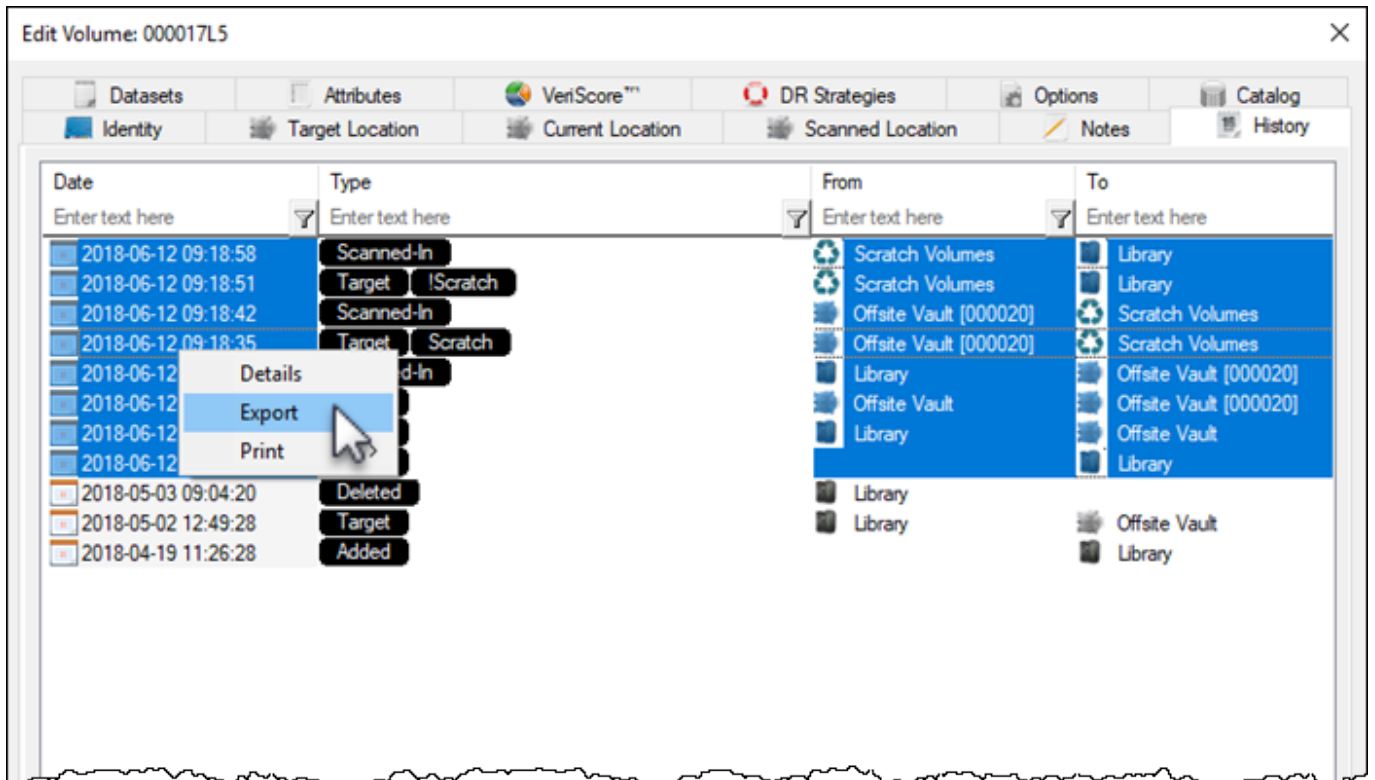 Edit Volume: 000017L5
Datasets Attributes VeriScore™ DR Strategies Options Catalog
Identity Target Location Current Location Scanned Location Notes History
Date Type From To
Enter text here Enter text here Enter text here Enter text here
2018-06-12 09:18:58 Scanned-In Scratch Volumes Library
2018-06-12 09:18:51 Target !Scratch Scratch Volumes Library
2018-06-12 09:18:42 Scanned-In Offsite Vault [000020] Scratch Volumes
2018-06-12 09:18:35 Target Scratch Offsite Vault [000020] Scratch Volumes
2018-06-12 Details d-In Library Offsite Vault [000020]
2018-06-12 Export Offsite Vault Offsite Vault [000020]
2018-06-12 Print Library Offsite Vault
2018-06-12 Library
2018-05-03 09:04:20 Deleted Library
2018-05-02 12:49:28 Target Library Offsite Vault
2018-04-19 11:26:28 Added Library